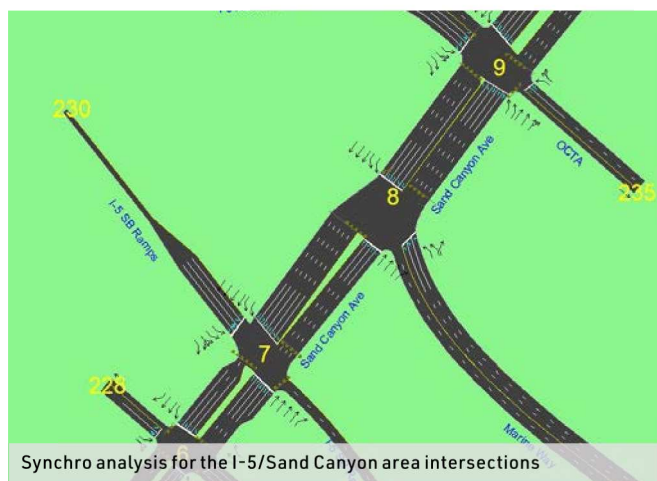 9
230
OCTA
Sand Canyon Ave
8
235
I-5 SB Ramps
Sand Canyon Ave
7
228
Marine Way
6
Synchro analysis for the I-5/Sand Canyon area intersections